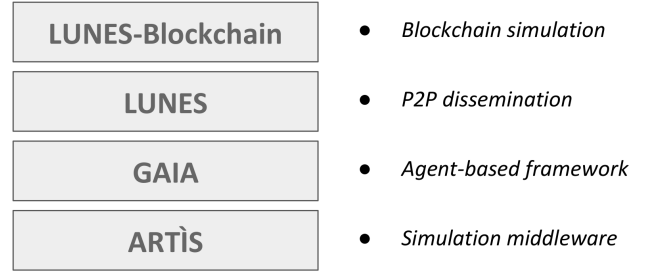 LUNES-Blockchain
● Blockchain simulation
LUNES
● P2P dissemination
GAIA
● Agent-based framework
ARTÌS
● Simulation middleware